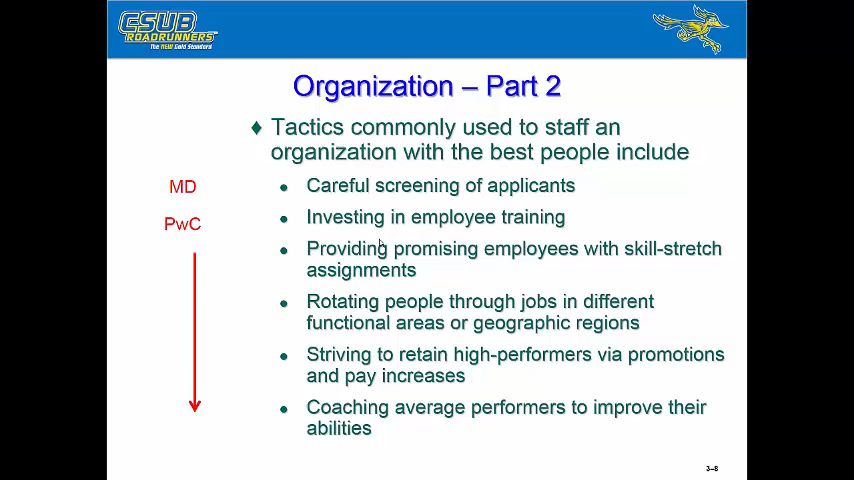 CSUB
ROADRUNNERS
The NEW Gold Standard
Organization – Part 2
♦ Tactics commonly used to staff an
organization with the best people include
MD
● Careful screening of applicants
PwC
● Investing in employee training
● Providing promising employees with skill-stretch
assignments
● Rotating people through jobs in different
functional areas or geographic regions
● Striving to retain high-performers via promotions
and pay increases
● Coaching average performers to improve their
abilities
3–8